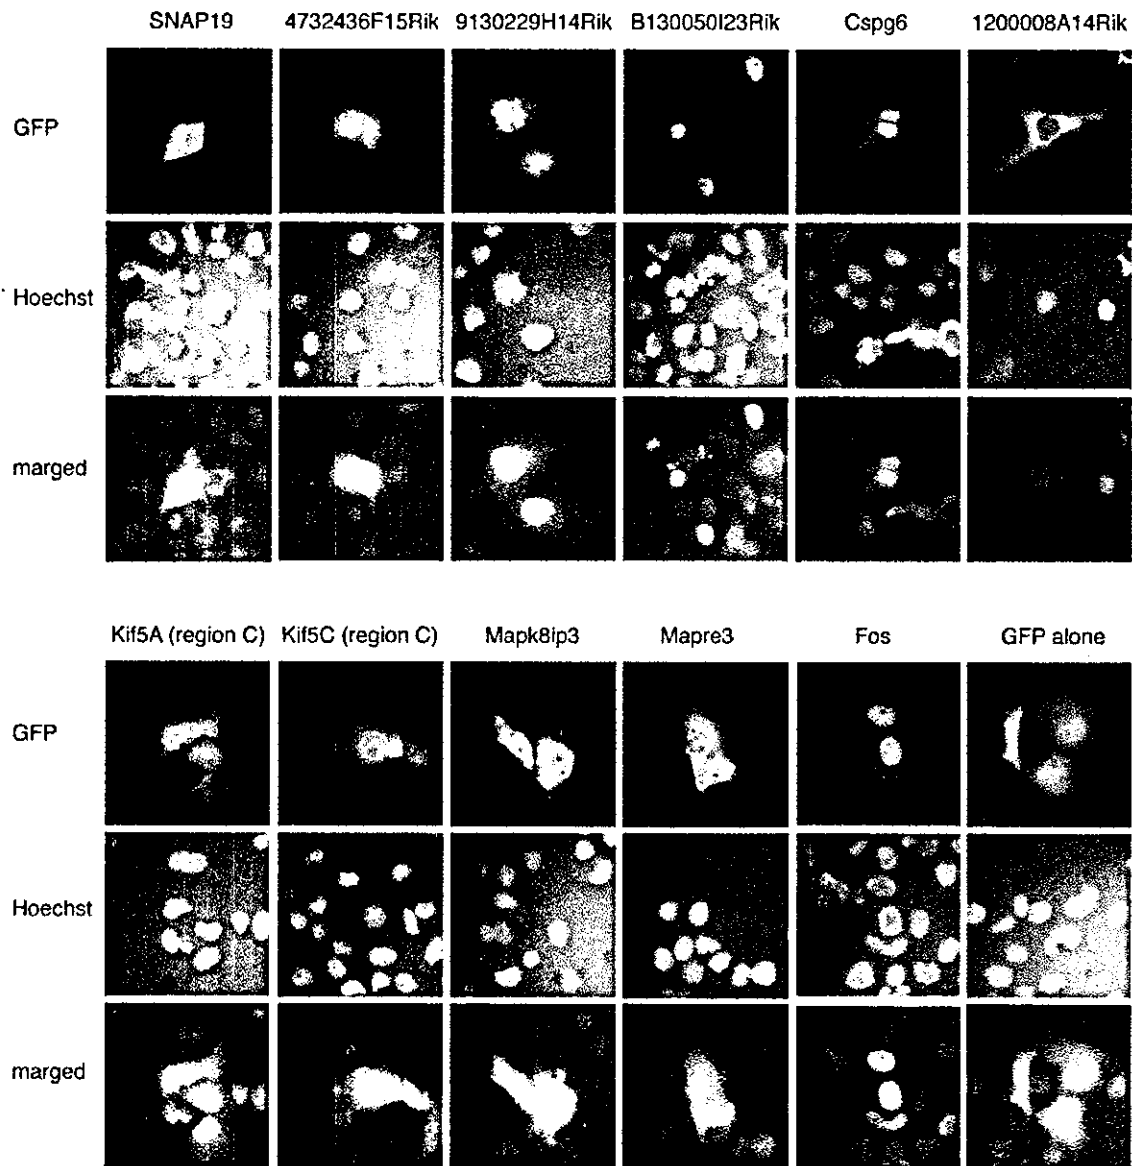 SNAP19 4732436F15Rik 9130229H14Rik B130050I23Rik Cspg6 1200008A14Rik
GFP
Hoechst
marged
Kif5A (region C) Kif5C (region C) Mapk8ip3 Mapre3 Fos GFP alone
GFP
Hoechst
marged